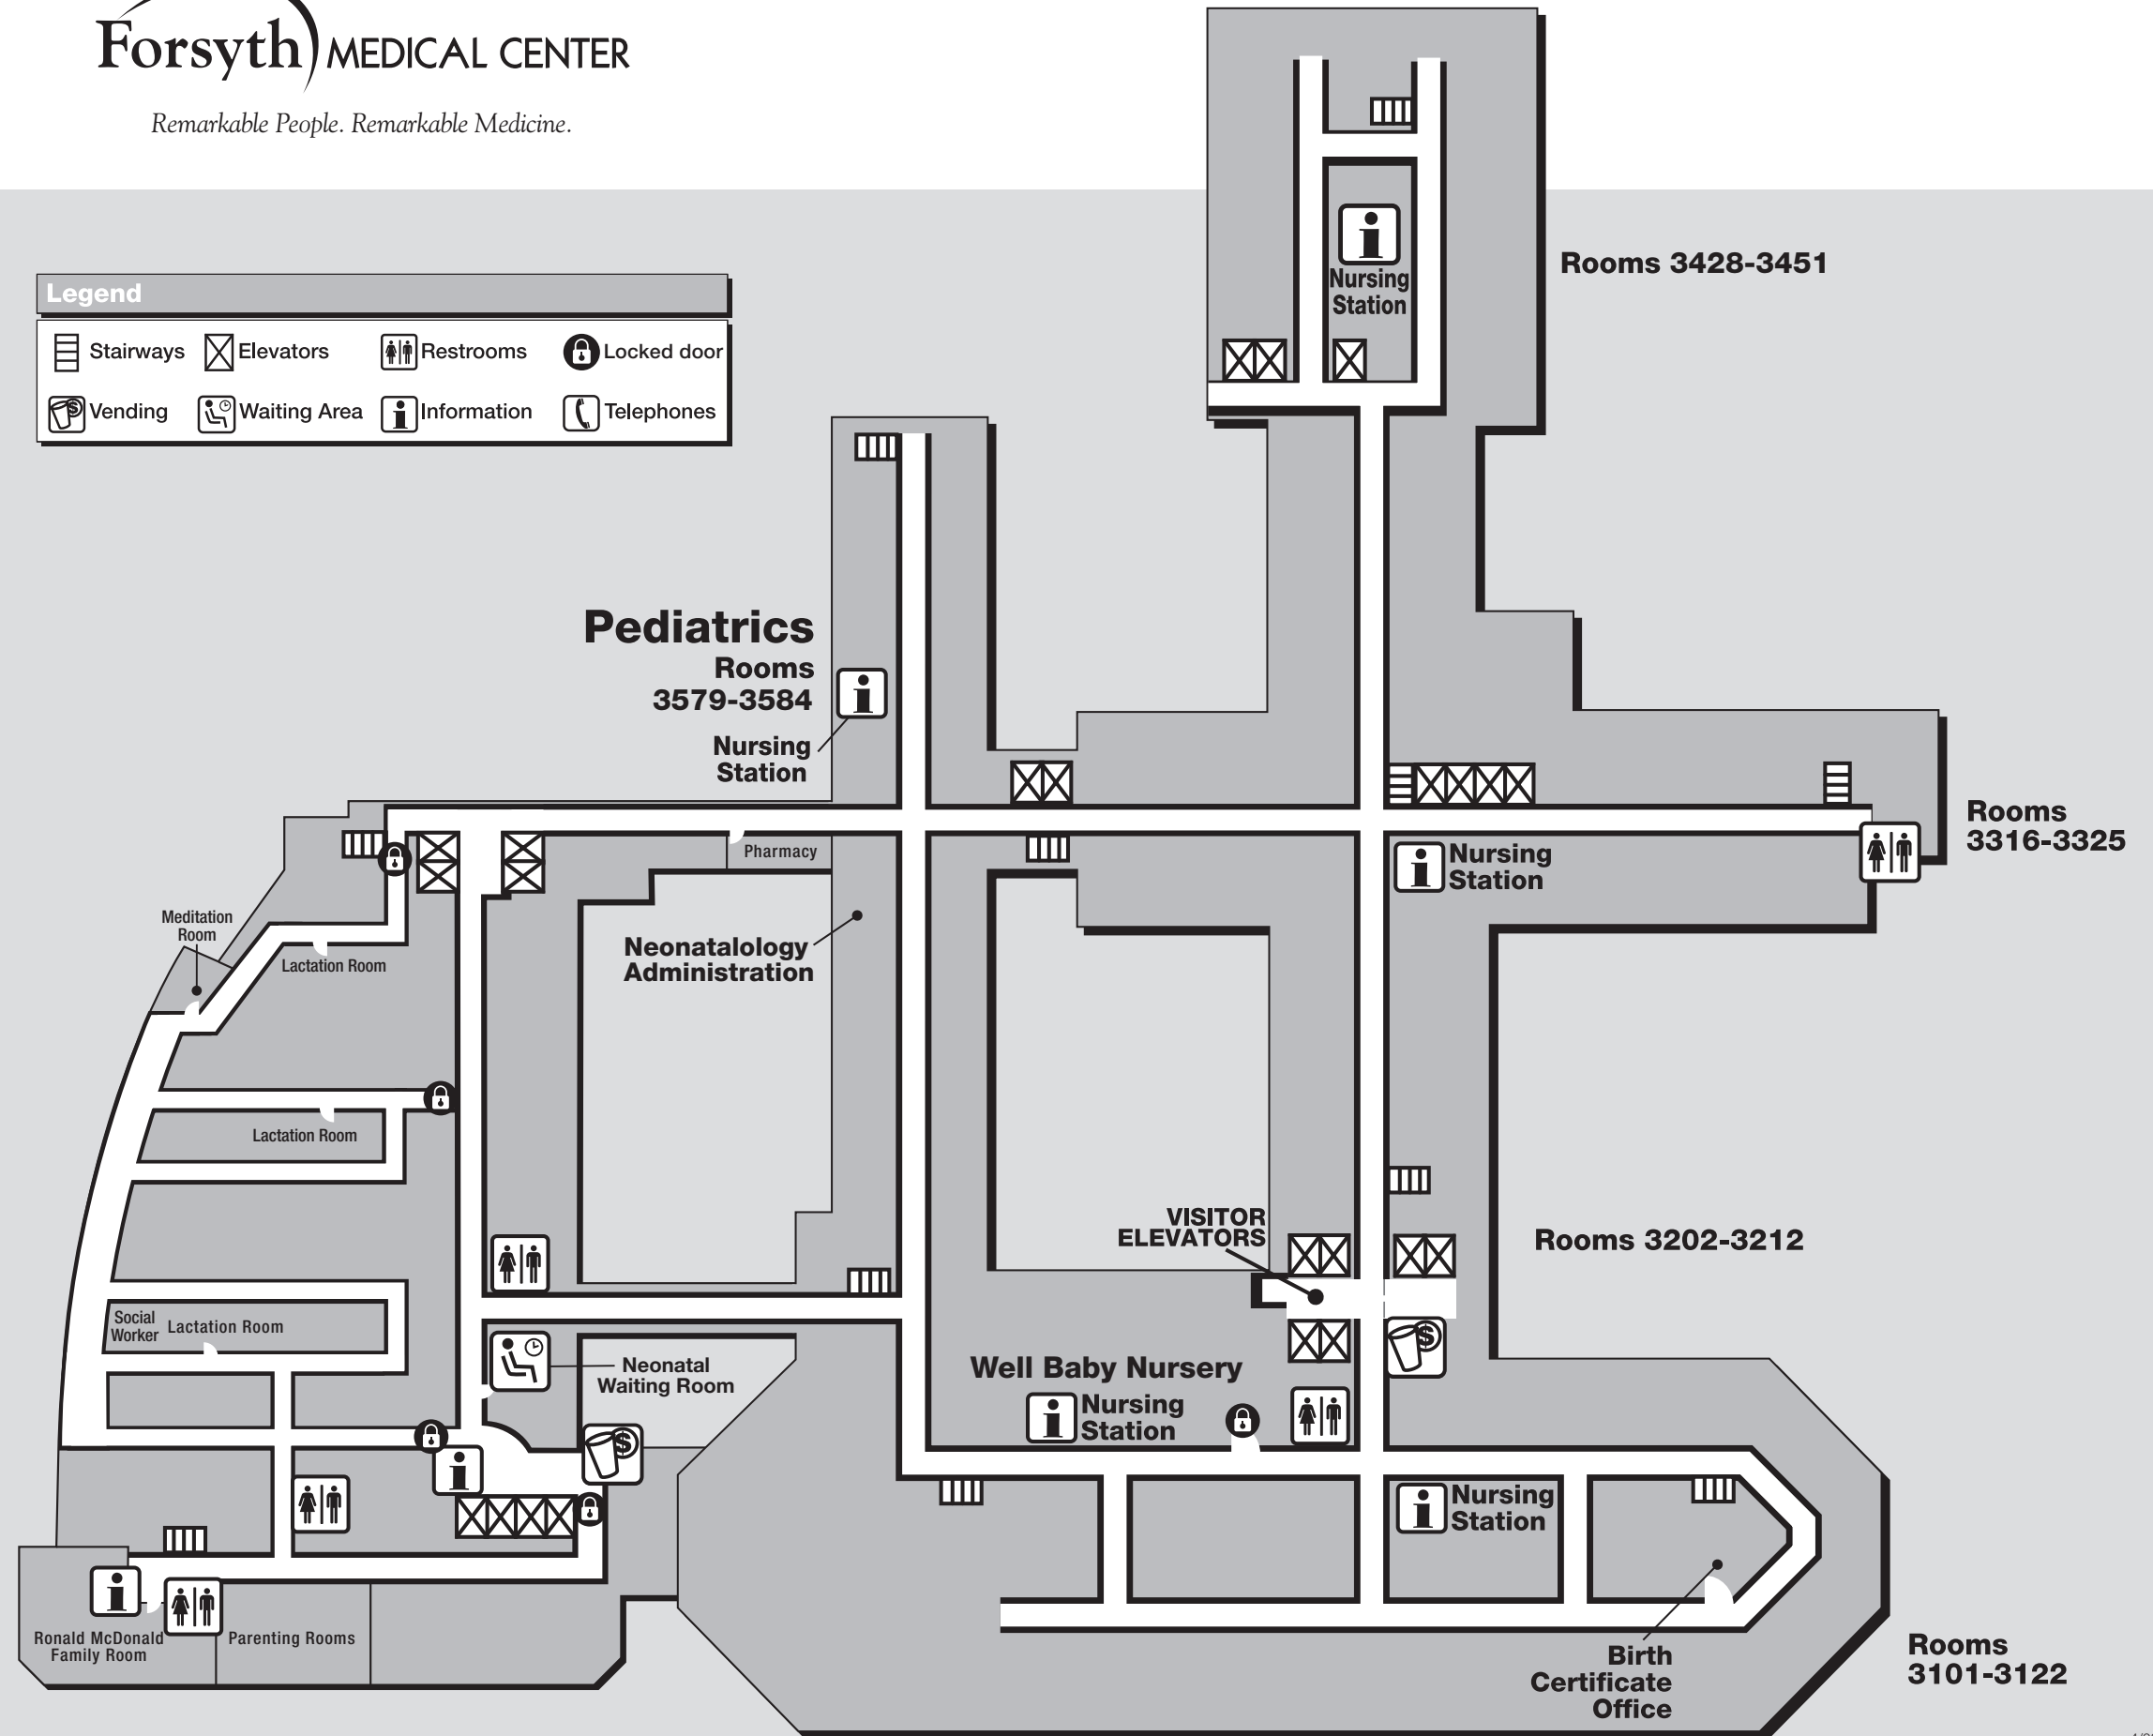 Forsyth MEDICAL CENTER
Remarkable People. Remarkable Medicine.
Legend
Stairways
Elevators
Restrooms
Locked door
Vending
Waiting Area
Information
Telephones
Nursing
Station
Rooms 3428-3451
Pediatrics
Rooms
3579-3584
Nursing
Station
Rooms
3316-3325
Nursing
Station
Pharmacy
Meditation
Room
Lactation Room
Neonatalology
Administration
Lactation Room
VISITOR
ELEVATORS
Rooms 3202-3212
Social
Worker
Lactation Room
Neonatal
Waiting Room
Well Baby Nursery
Nursing
Station
Nursing
Station
Ronald McDonald
Family Room
Parenting Rooms
Birth
Certificate
Office
Rooms
3101-3122